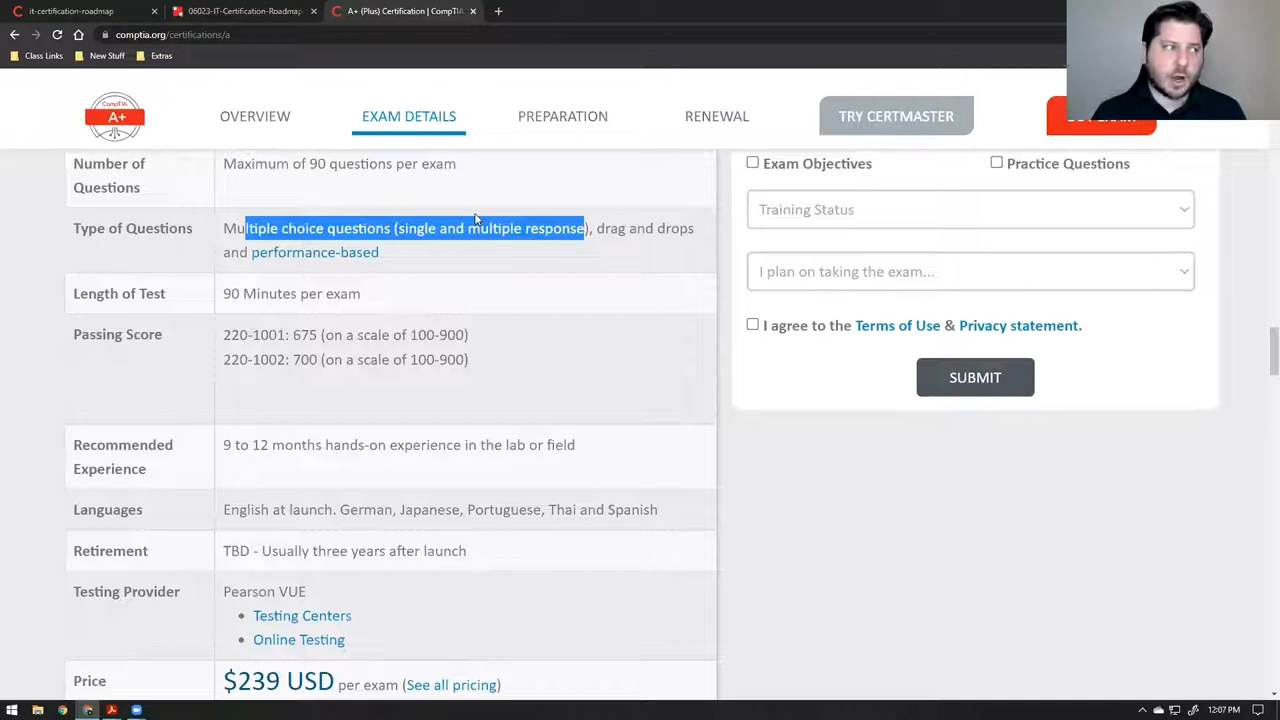 it-certification-roadmap
06023-IT-Certification-Roadmap-
A+ (Plus) Certification | CompTIA
comptia.org/certifications/a
Class Links
New Stuff
Extras
CompTIA
A+
OVERVIEW
EXAM DETAILS
PREPARATION
RENEWAL
TRY CERTMASTER
Number of
Questions
Maximum of 90 questions per exam
Type of Questions
Multiple choice questions (single and multiple response), drag and drops
and performance-based
Length of Test
90 Minutes per exam
Passing Score
220-1001: 675 (on a scale of 100-900)
220-1002: 700 (on a scale of 100-900)
Recommended
Experience
9 to 12 months hands-on experience in the lab or field
Languages
English at launch. German, Japanese, Portuguese, Thai and Spanish
Retirement
TBD - Usually three years after launch
Testing Provider
Pearson VUE
Testing Centers
Online Testing
Price
$239 USD per exam (See all pricing)
Exam Objectives
Practice Questions
Training Status
I plan on taking the exam...
I agree to the Terms of Use & Privacy statement.
SUBMIT
12:07 PM